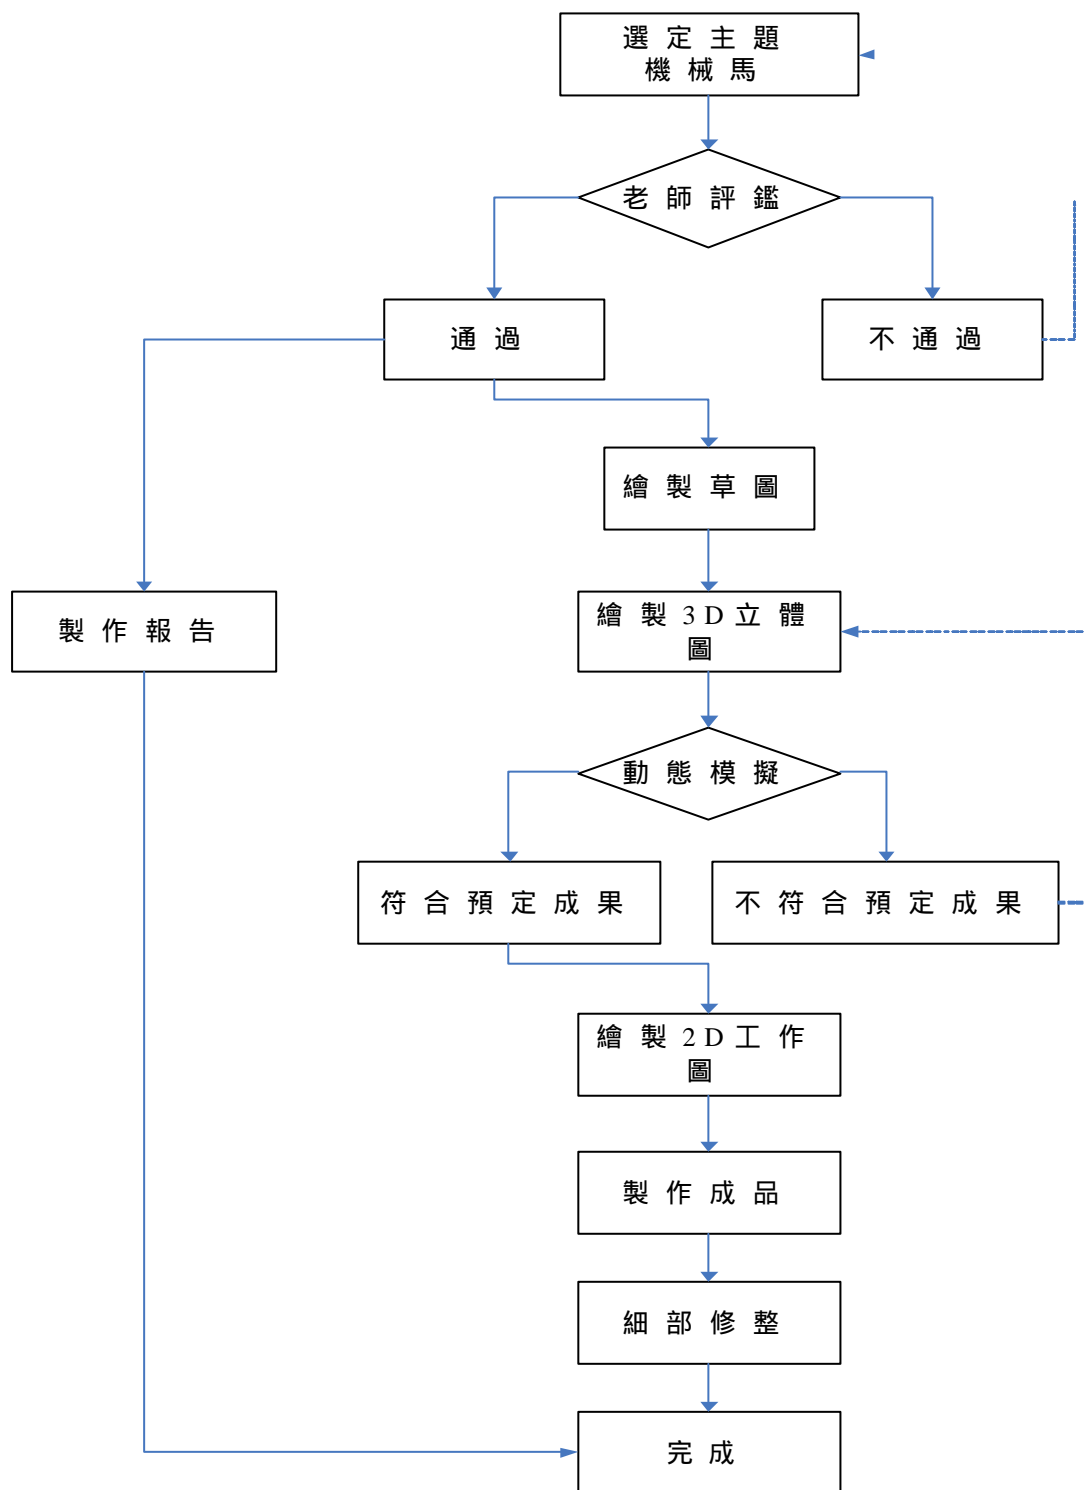 選定主題
機械馬
老師評鑑
通過
不通過
繪製草圖
製作報告
繪製3D立體
圖
動態模擬
符合預定成果
不符合預定成果
繪製2D工作
圖
製作成品
細部修整
完成